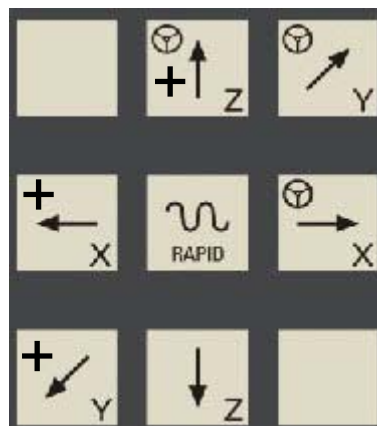 + Z Y
+ X RAPID X
+ Y Z